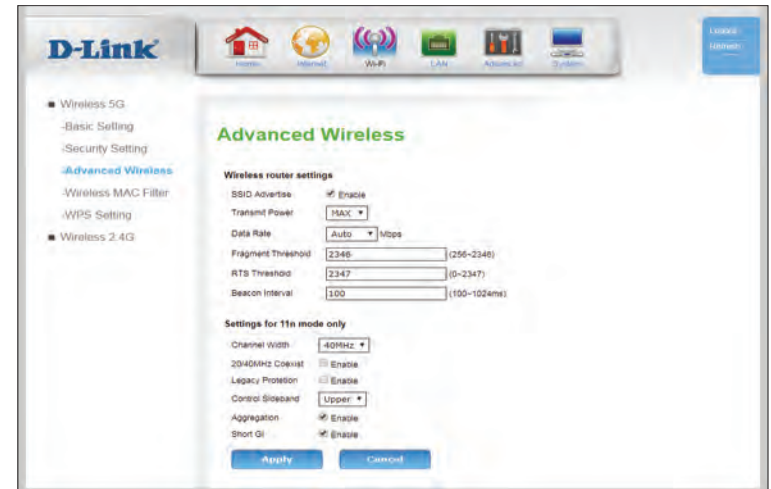 D-Link
Home Internet Wi-Fi LAN Advanced System
Wireless 5G
-Basic Setting
-Security Setting
-Advanced Wireless
-Wireless MAC Filter
-WPS Setting
Wireless 2.4G
Advanced Wireless
Wireless router settings
SSID Advertise Enable
Transmit Power MAX
Data Rate Auto Mbps
Fragment Threshold 2346 (256~2346)
RTS Threshold 2347 (0~2347)
Beacon Interval 100 (100~1024ms)
Settings for 11n mode only
Channel Width 40MHz
20/40MHz Coexist Enable
Legacy Protetion Enable
Control Sideband Upper
Aggregation Enable
Short GI Enable
Apply Cancel